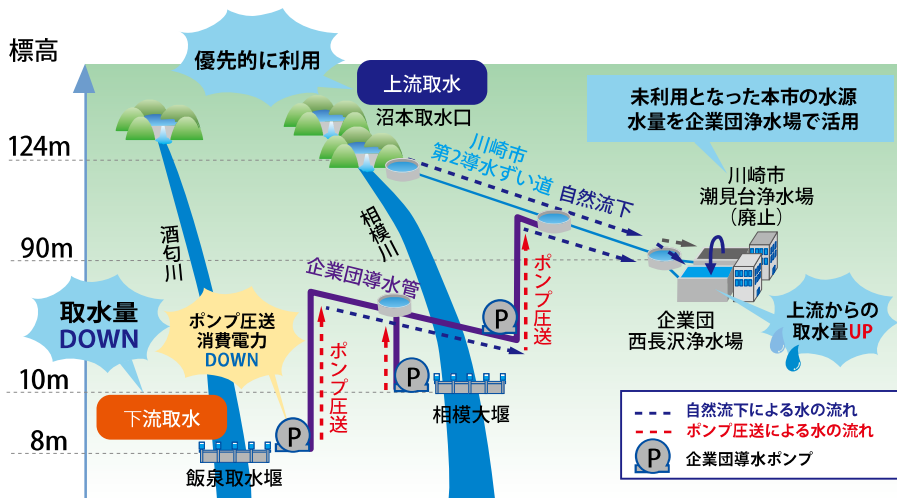 標高
優先的に利用
上流取水
沼本取水口
未利用となった本市の水源
水量を企業団浄水場で活用
124m
川崎市
第2導水ずい道
自然流下
川崎市
潮見台浄水場
（廃止）
酒匂川
相模川
90m
企業団導水管
ポンプ圧送
P
企業団
西長沢浄水場
上流からの
取水量UP
取水量
DOWN
ポンプ圧送
消費電力
DOWN
ポンプ圧送
P
10m
下流取水
相模大堰
P
8m
飯泉取水堰
自然流下による水の流れ
ポンプ圧送による水の流れ
P
企業団導水ポンプ